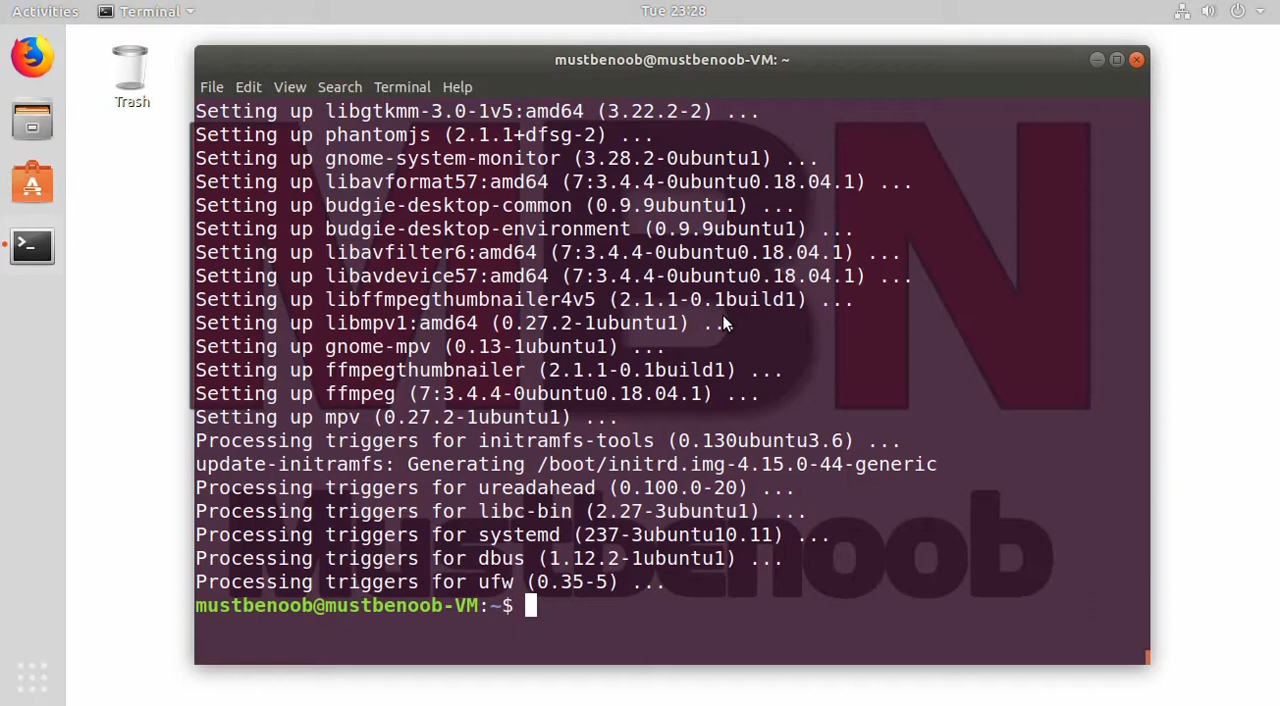 Activities
Terminal
Tue 23:28
Trash
mustbenoob@mustbenoob-VM: ~
File Edit View Search Terminal Help
Setting up libgtkmm-3.0-1v5:amd64 (3.22.2-2) ...
Setting up phantomjs (2.1.1+dfsg-2) ...
Setting up gnome-system-monitor (3.28.2-0ubuntu1) ...
Setting up libavformat57:amd64 (7:3.4.4-0ubuntu0.18.04.1) ...
Setting up budgie-desktop-common (0.9.9ubuntu1) ...
Setting up budgie-desktop-environment (0.9.9ubuntu1) ...
Setting up libavfilter6:amd64 (7:3.4.4-0ubuntu0.18.04.1) ...
Setting up libavdevice57:amd64 (7:3.4.4-0ubuntu0.18.04.1) ...
Setting up libffmpegthumbnailer4v5 (2.1.1-0.1build1) ...
Setting up libmpv1:amd64 (0.27.2-1ubuntu1) ...
Setting up gnome-mpv (0.13-1ubuntu1) ...
Setting up ffmpegthumbnailer (2.1.1-0.1build1) ...
Setting up ffmpeg (7:3.4.4-0ubuntu0.18.04.1) ...
Setting up mpv (0.27.2-1ubuntu1) ...
Processing triggers for initramfs-tools (0.130ubuntu3.6) ...
update-initramfs: Generating /boot/initrd.img-4.15.0-44-generic
Processing triggers for ureadahead (0.100.0-20) ...
Processing triggers for libc-bin (2.27-3ubuntu1) ...
Processing triggers for systemd (237-3ubuntu10.11) ...
Processing triggers for dbus (1.12.2-1ubuntu1) ...
Processing triggers for ufw (0.35-5) ...
mustbenoob@mustbenoob-VM:~$
MBN
Mustbenoob